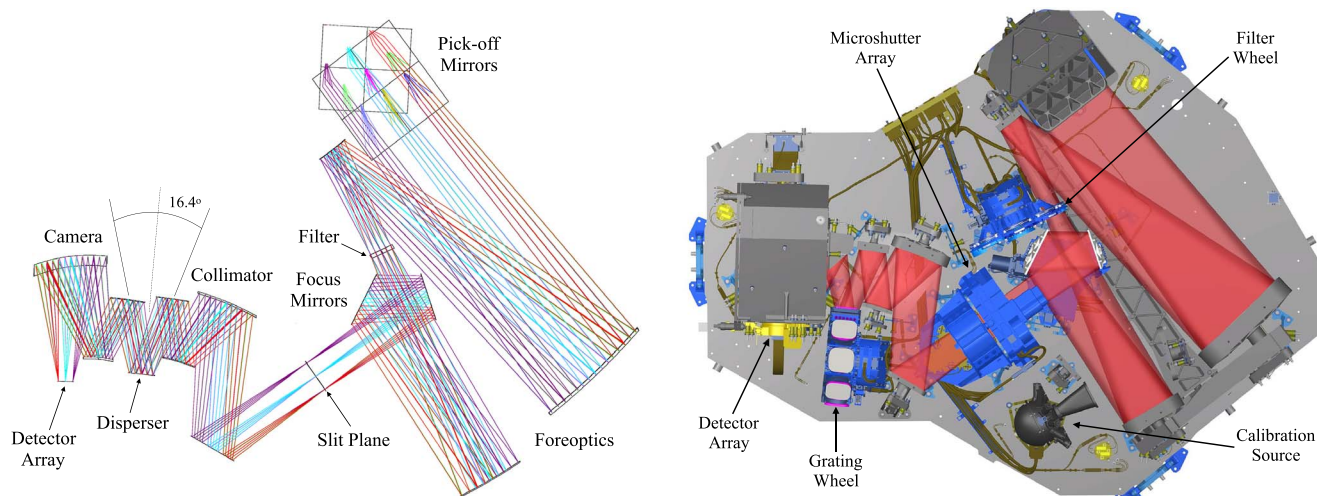 Pick-off
Mirrors
16.4o
Camera
Filter
Collimator
Focus
Mirrors
Disperser
Detector
Array
Slit Plane
Foreoptics
Microshutter
Array
Filter
Wheel
Detector
Array
Grating
Wheel
Calibration
Source